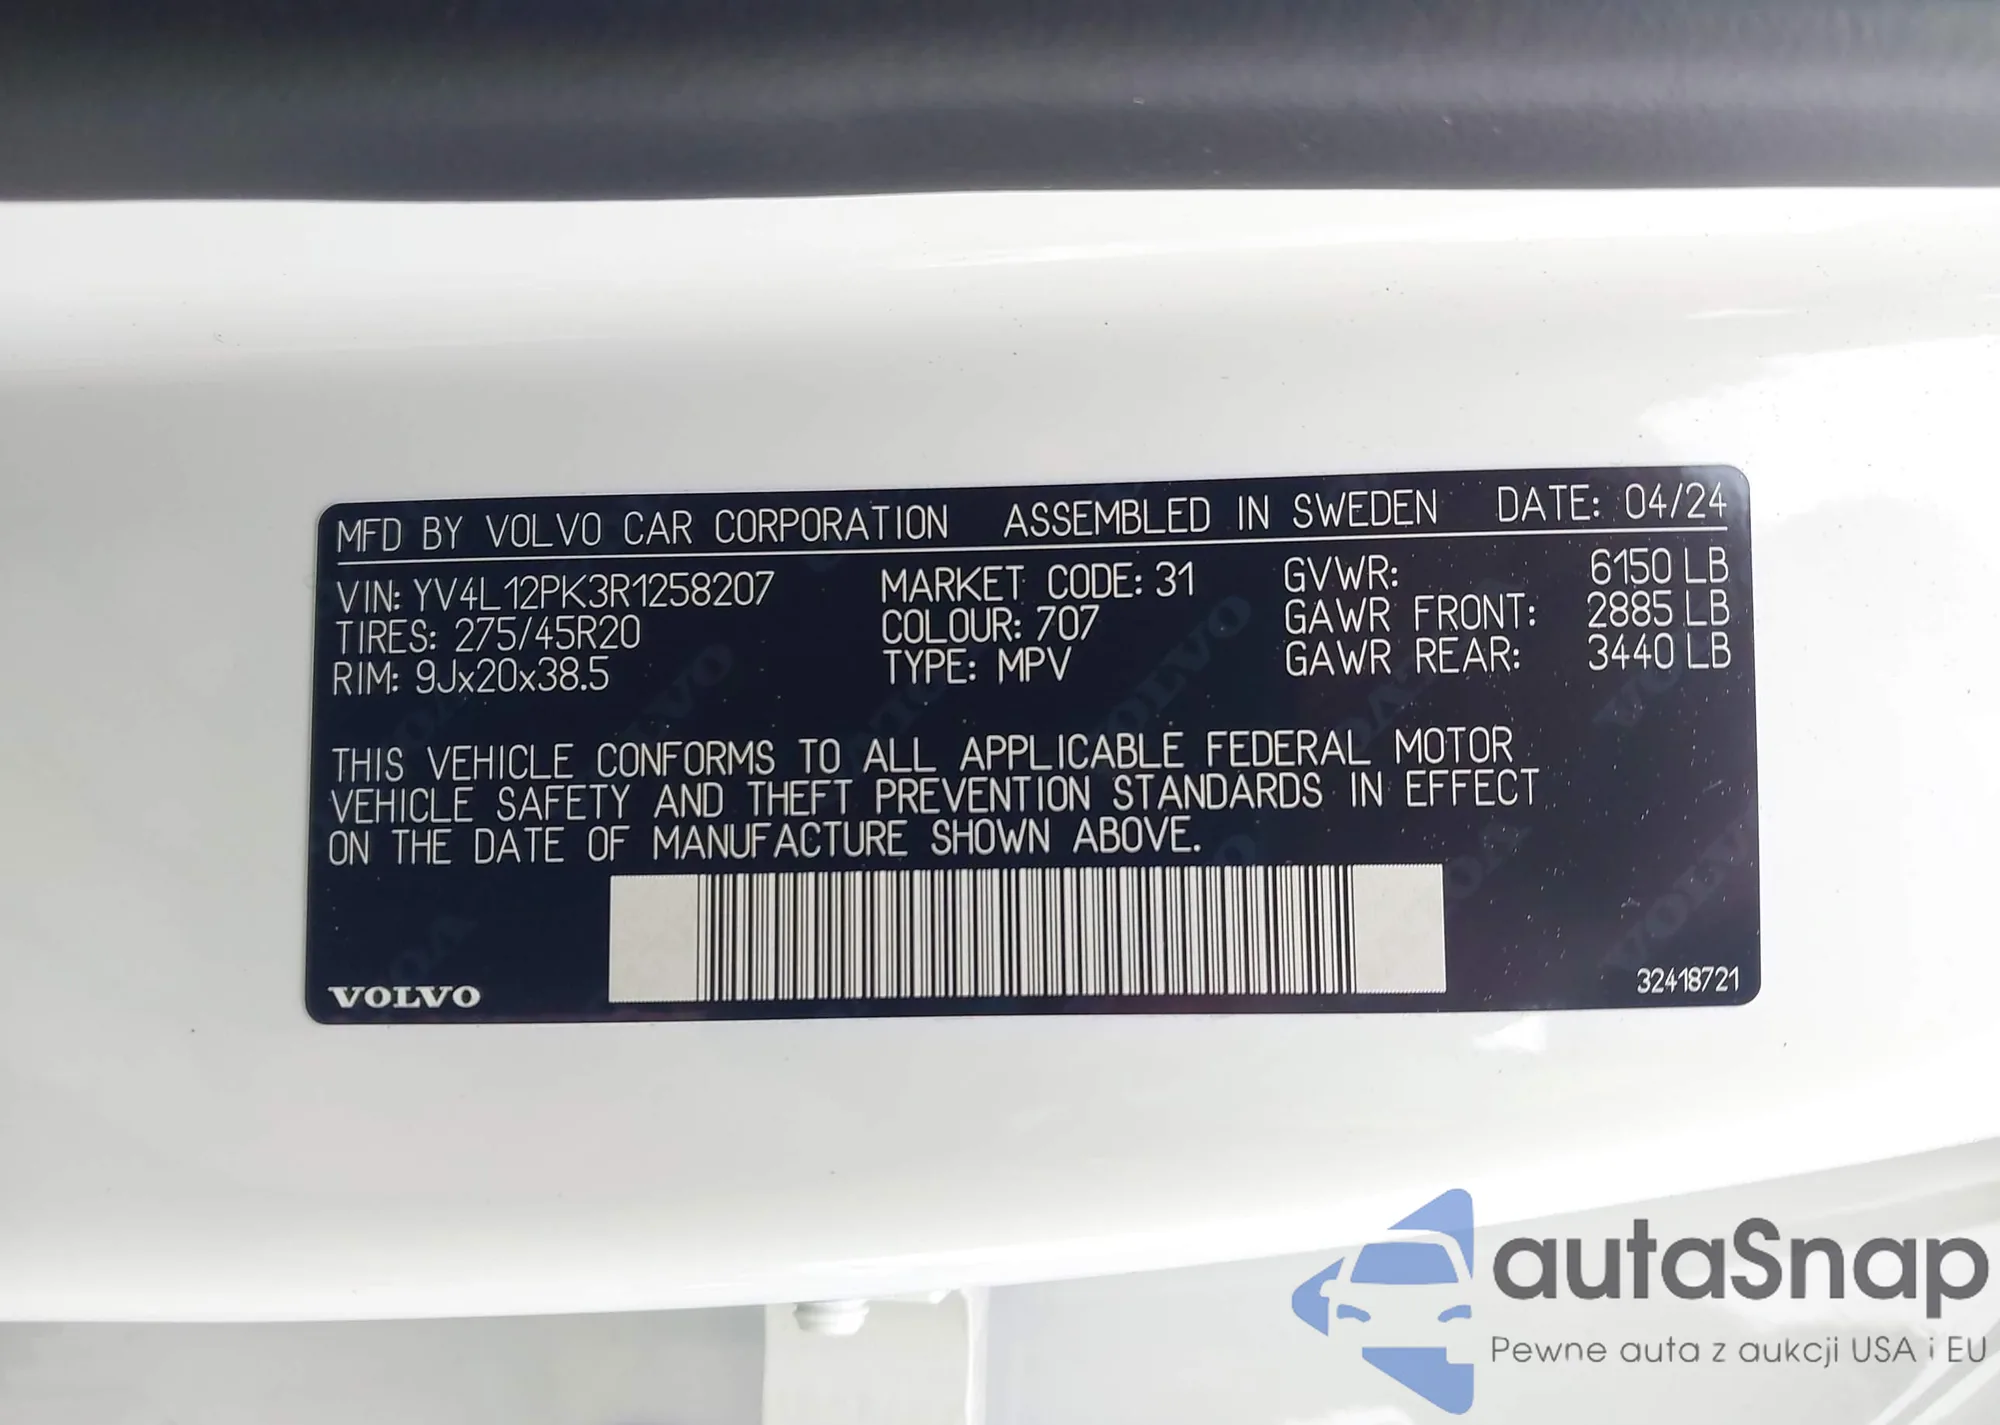 MFD BY VOLVO CAR CORPORATION ASSEMBLED IN SWEDEN DATE: 04/24
VIN: YV4L12PK3R1258207 MARKET CODE: 31 GVWR: 6150 LB
TIRES: 275/45R20 COLOUR: 707 GAWR FRONT: 2885 LB
RIM: 9Jx20x38.5 TYPE: MPV GAWR REAR: 3440 LB
THIS VEHICLE CONFORMS TO ALL APPLICABLE FEDERAL MOTOR
VEHICLE SAFETY AND THEFT PREVENTION STANDARDS IN EFFECT
ON THE DATE OF MANUFACTURE SHOWN ABOVE.
VOLVO 32418721
autaSnap
Pewne auta z aukcji USA i EU